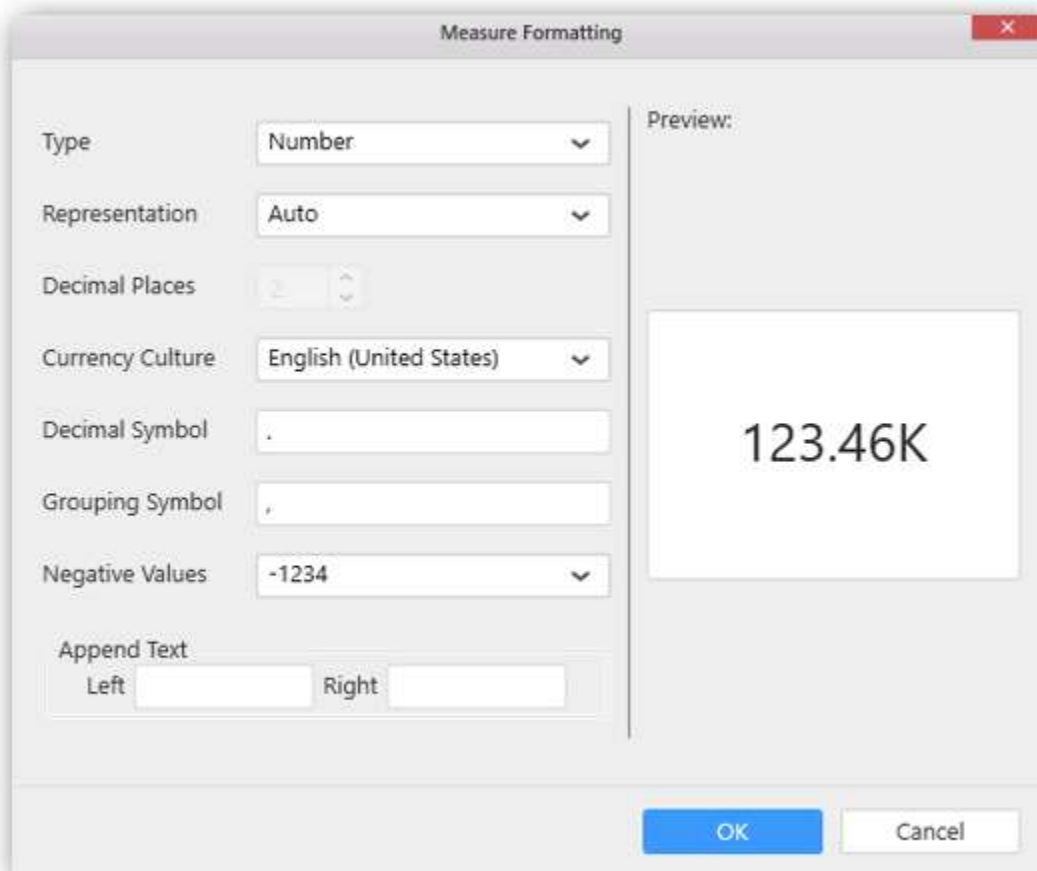 Measure Formatting
Preview:
Type Number
Representation Auto
Decimal Places 2
Currency Culture English (United States)
Decimal Symbol .
123.46K
Grouping Symbol ,
Negative Values -1234
Append Text
Left Right
OK Cancel